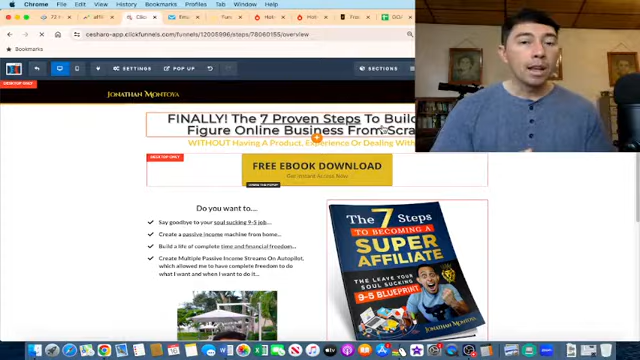 Chrome File Edit View History Bookmarks Profiles Tab Window Help
cesharo-app.clickfunnels.com/funnels/12005996/steps/78060155/overview
Bookmarks
SETTINGS
POP UP
SECTIONS
DESKTOP ONLY
JONATHAN MONTOYA
FINALLY! The 7 Proven Steps To Build
Figure Online Business From Scra
WITHOUT Having A Product, Experience Or Dealing With
DESKTOP ONLY
FREE EBOOK DOWNLOAD
Get Instant Access Now
Do you want to..
Say goodbye to your soul sucking 9-5 job...
Create a passive income machine from home...
Build a life of complete time and financial freedom...
Create Multiple Passive Income Streams On Autopilot,
which allowed me to have complete freedom to do
what I want and when I want to do it...
The 7 Steps
TO BECOMING A
SUPER
AFFILIATE
THE LEAVE YOUR
SOUL SUCKING
9-5 BLUEPRINT
JONATHAN MONTOYA